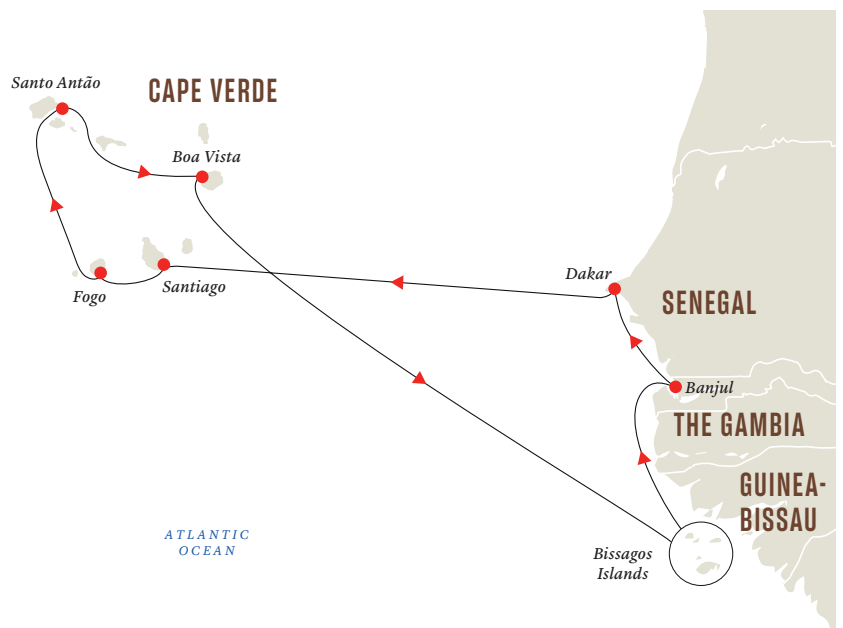 Santo Antão
CAPE VERDE
Boa Vista
Dakar
Santiago
Fogo
SENEGAL
Banjul
THE GAMBIA
GUINEA-
BISSAU
ATLANTIC
OCEAN
Bissagos
Islands